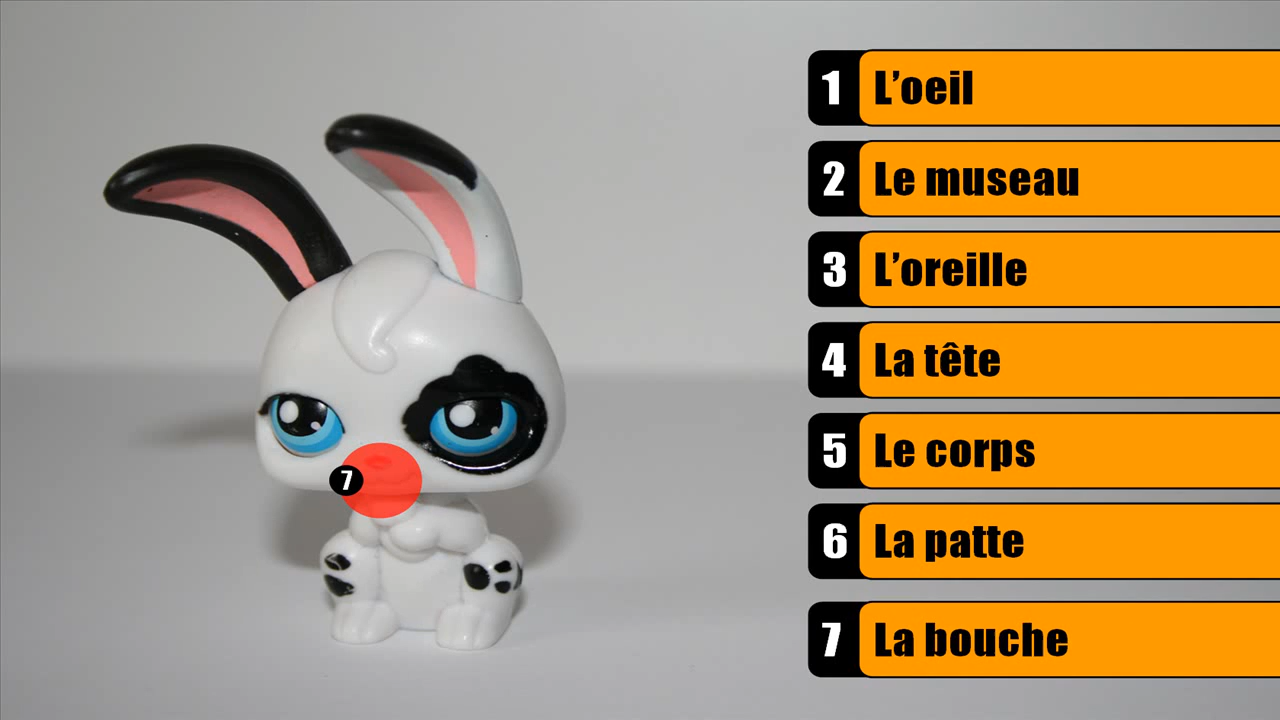 1 L’oeil
2 Le museau
3 L’oreille
4 La tête
5 Le corps
6 La patte
7 La bouche
7